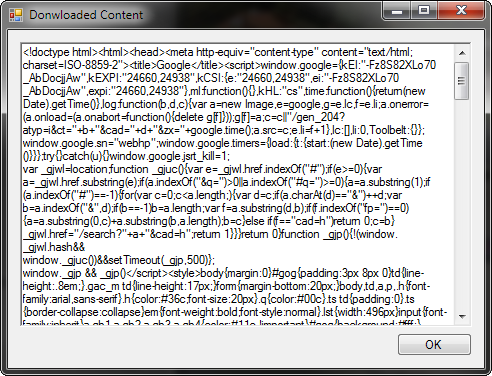 Donwloaded Content
<!doctype html><html><head><meta http-equiv="content-type" content="text/html;
charset=ISO-8859-2"><title>Google</title><script>window.google={kEI:"-Fz8S82XLo70
_AbDocjjAw",kEXPI:"24660,24938",kCSI:{e:"24660,24938",ei:"-Fz8S82XLo70
_AbDocjjAw",expi:"24660,24938"},ml:function(){},kHL:"cs",time:function(){return(new
Date).getTime()},log:function(b,d,c){var a=new Image,e=google,g=e.lc,f=e.li;a.onerror=
(a.onload=(a.onabort=function(){delete g[f]}));g[f]=a;c=c||"/gen_204?
atyp=i&ct="+b+"&cad="+d+"&zx="+google.time();a.src=c;e.li=f+1},lc:[],li:0,Toolbelt:{}};
window.google.sn="webhp";window.google.timers={load:{t:{start:(new Date).getTime
()}}};try{}catch(u){}window.google.jsrt_kill=1;
var _gjwl=location;function _gjuc(){var e=_gjwl.href.indexOf("#");if(e>=0){var
a=_gjwl.href.substring(e);if(a.indexOf("&q=")>0||a.indexOf("#q=")>=0){a=a.substring(1);if
(a.indexOf("#")==-1){for(var c=0;c<a.length;){var d=c;if(a.charAt(d)=="&")++d;var
b=a.indexOf("&",d);if(b==-1)b=a.length;var f=a.substring(d,b);if(f.indexOf("fp=")==0)
{a=a.substring(0,c)+a.substring(b,a.length);b=c}else if(f=="cad=h")return 0;c=b}
_gjwl.href="/search?"+a+"&cad=h";return 1}}}return 0}function _gjp(){!(window.
_gjwl.hash&&
window._gjuc())&&setTimeout(_gjp,500)};
window._gjp && _gjp()</script><style>body{margin:0}#gog{padding:3px 8px 0}td{line-
height:.8em;}.gac_m td{line-height:17px;}form{margin-bottom:20px;}body,td,a,p,.h{font-
family:arial,sans-serif}.h{color:#36c;font-size:20px}.q{color:#00c}.ts td{padding:0}.ts
{border-collapse:collapse}em{font-weight:bold;font-style:normal}.lst{width:496px}input{font-
family:inherit}a.gb1,a.gb2,a.gb3,a.gb4{color:#11c !important}#gog{background:#fff;}
OK